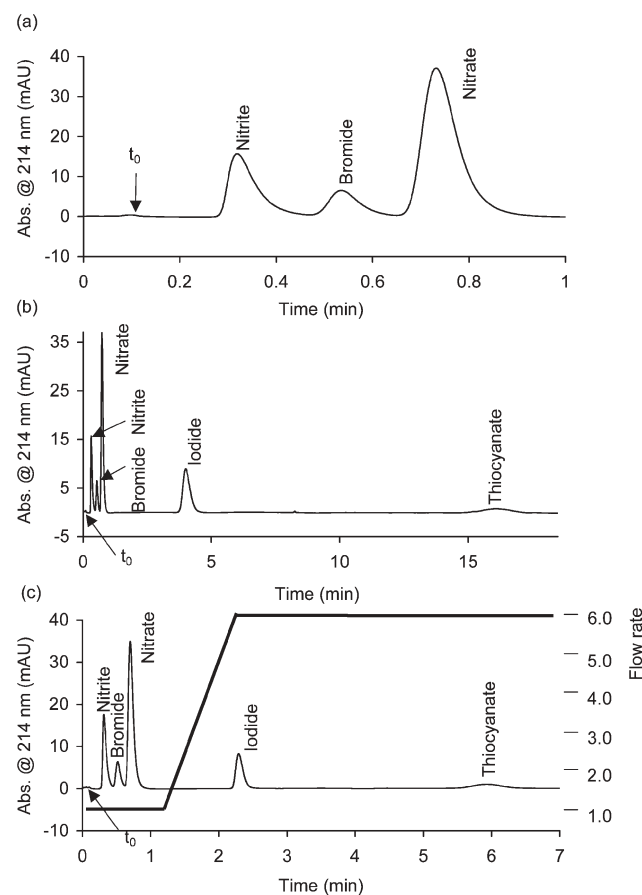 (a)
Abs. @ 214 nm (mAU)
40
30
20
10
0
-10
t0
Nitrite
Bromide
Nitrate
0 0.2 0.4 0.6 0.8 1
Time (min)
(b)
Abs. @ 214 nm (mAU)
35
25
15
5
-5
Nitrate
Nitrite
Bromide
Iodide
Thiocyanate
t0
0 5 10 15
Time (min)
(c)
Abs. @ 214 nm (mAU)
40
30
20
10
0
-10
Nitrite
Bromide
Nitrate
Iodide
Thiocyanate
t0
6.0
5.0
4.0
3.0
2.0
1.0
Flow rate
0 1 2 3 4 5 6 7
Time (min)